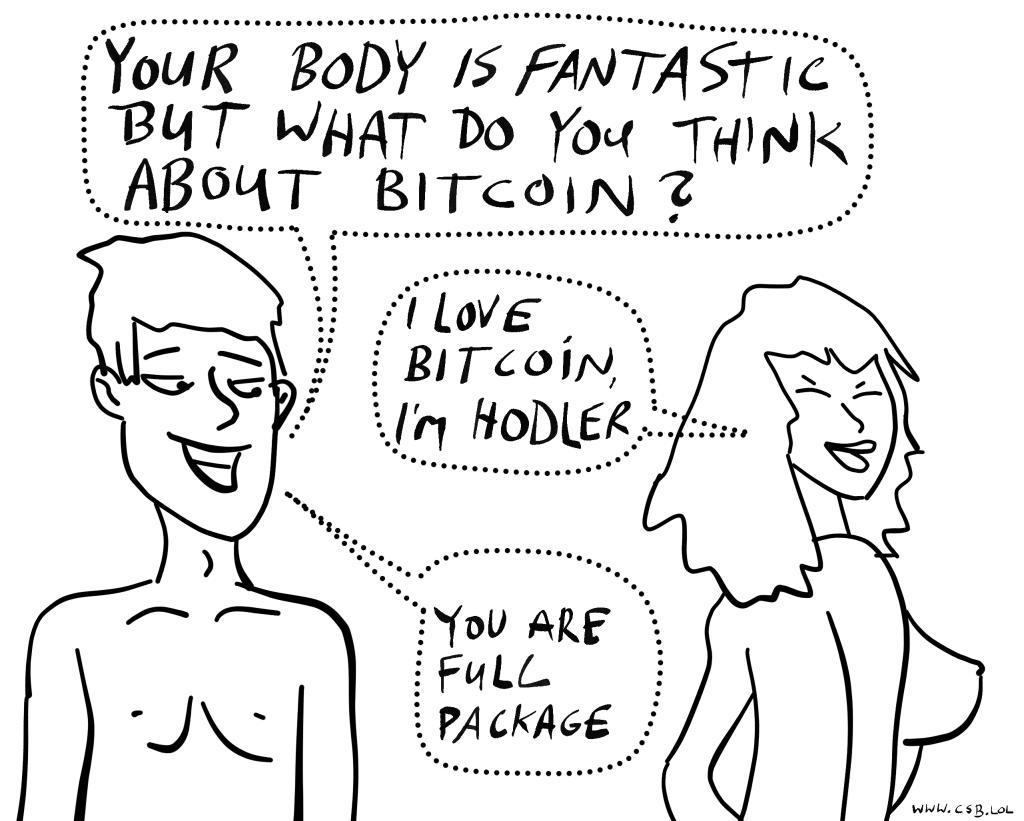 YOUR BODY IS FANTASTIC
BUT WHAT DO YOU THINK
ABOUT BITCOIN?
I LOVE
BITCOIN,
I'M HODLER
YOU ARE
FULL
PACKAGE
WWW.CSB.LOL